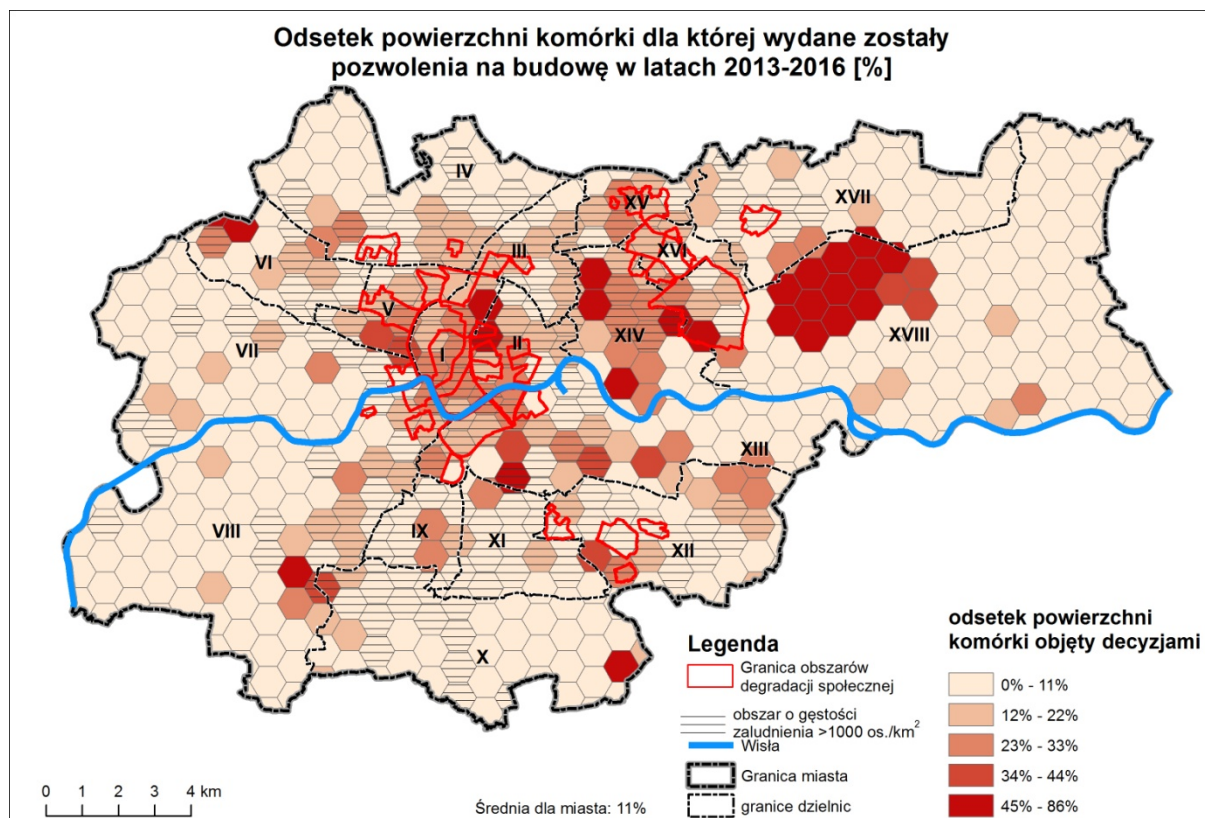 Odsetek powierzchni komórki dla której wydane zostały
pozwolenia na budowę w latach 2013-2016 [%]
IV
XVII
XV
III
XVI
VI
V
XVIII
VII
I
II
XIV
XIII
VIII
IX
XI
XII
X
Legenda
Granica obszarów
degradacji społecznej
obszar o gęstości
zaludnienia >1000 os./km²
Wisła
Granica miasta
granice dzielnic
odsetek powierzchni
komórki objęty decyzjami
0% - 11%
12% - 22%
23% - 33%
34% - 44%
45% - 86%
0 1 2 4 km
Średnia dla miasta: 11%